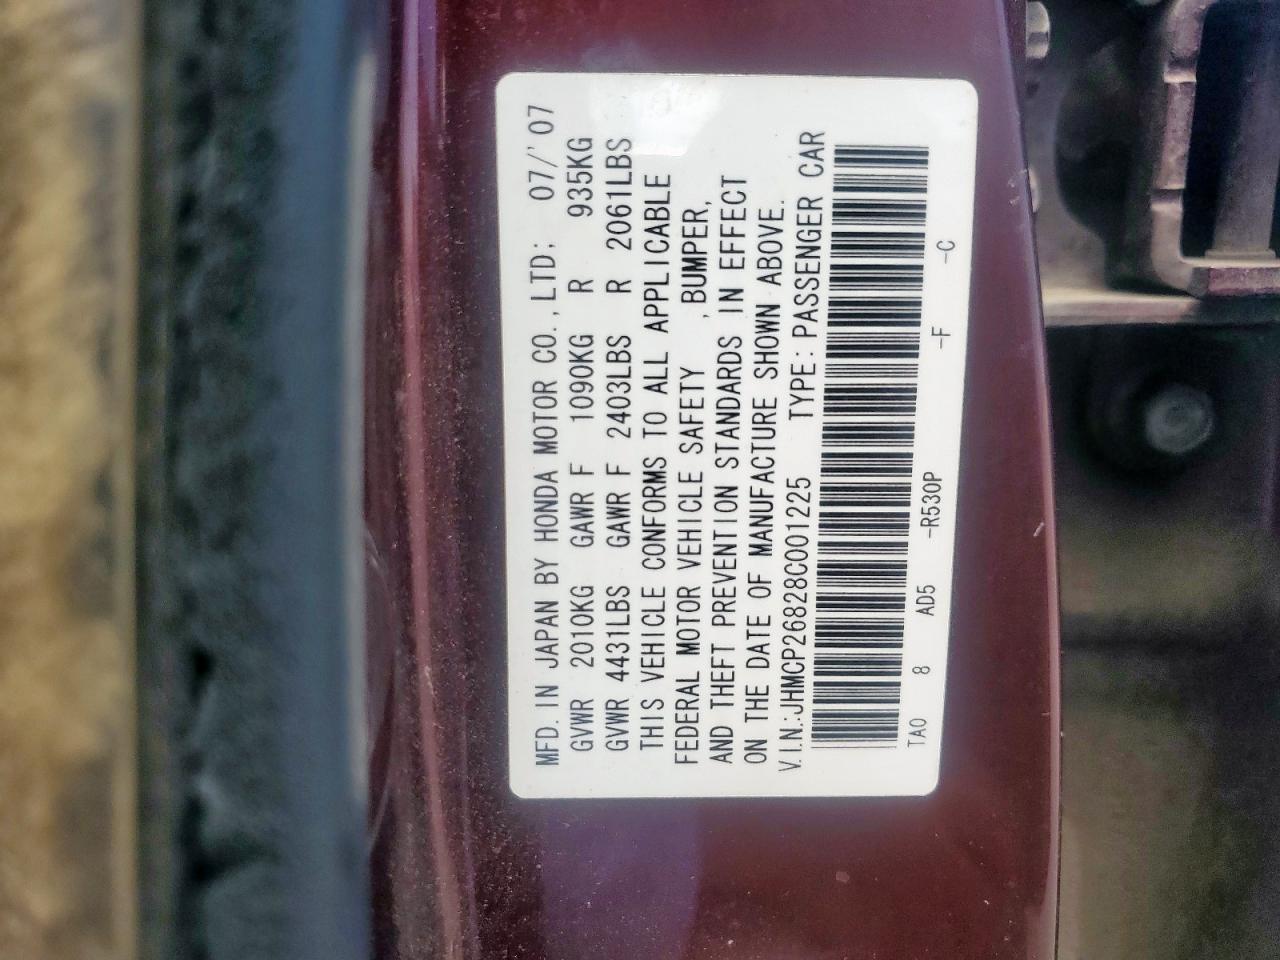 MFD. IN JAPAN BY HONDA MOTOR CO., LTD: 07/'07
GVWR 2010KG GAWR F 1090KG R 935KG
GVWR 4431LBS GAWR F 2403LBS R 2061LBS
THIS VEHICLE CONFORMS TO ALL APPLICABLE
FEDERAL MOTOR VEHICLE SAFETY , BUMPER,
AND THEFT PREVENTION STANDARDS IN EFFECT
ON THE DATE OF MANUFACTURE SHOWN ABOVE.
V.I.N.:JHMCP26828C001225 TYPE: PASSENGER CAR
TA0 8 AD5 -R530P -F -C